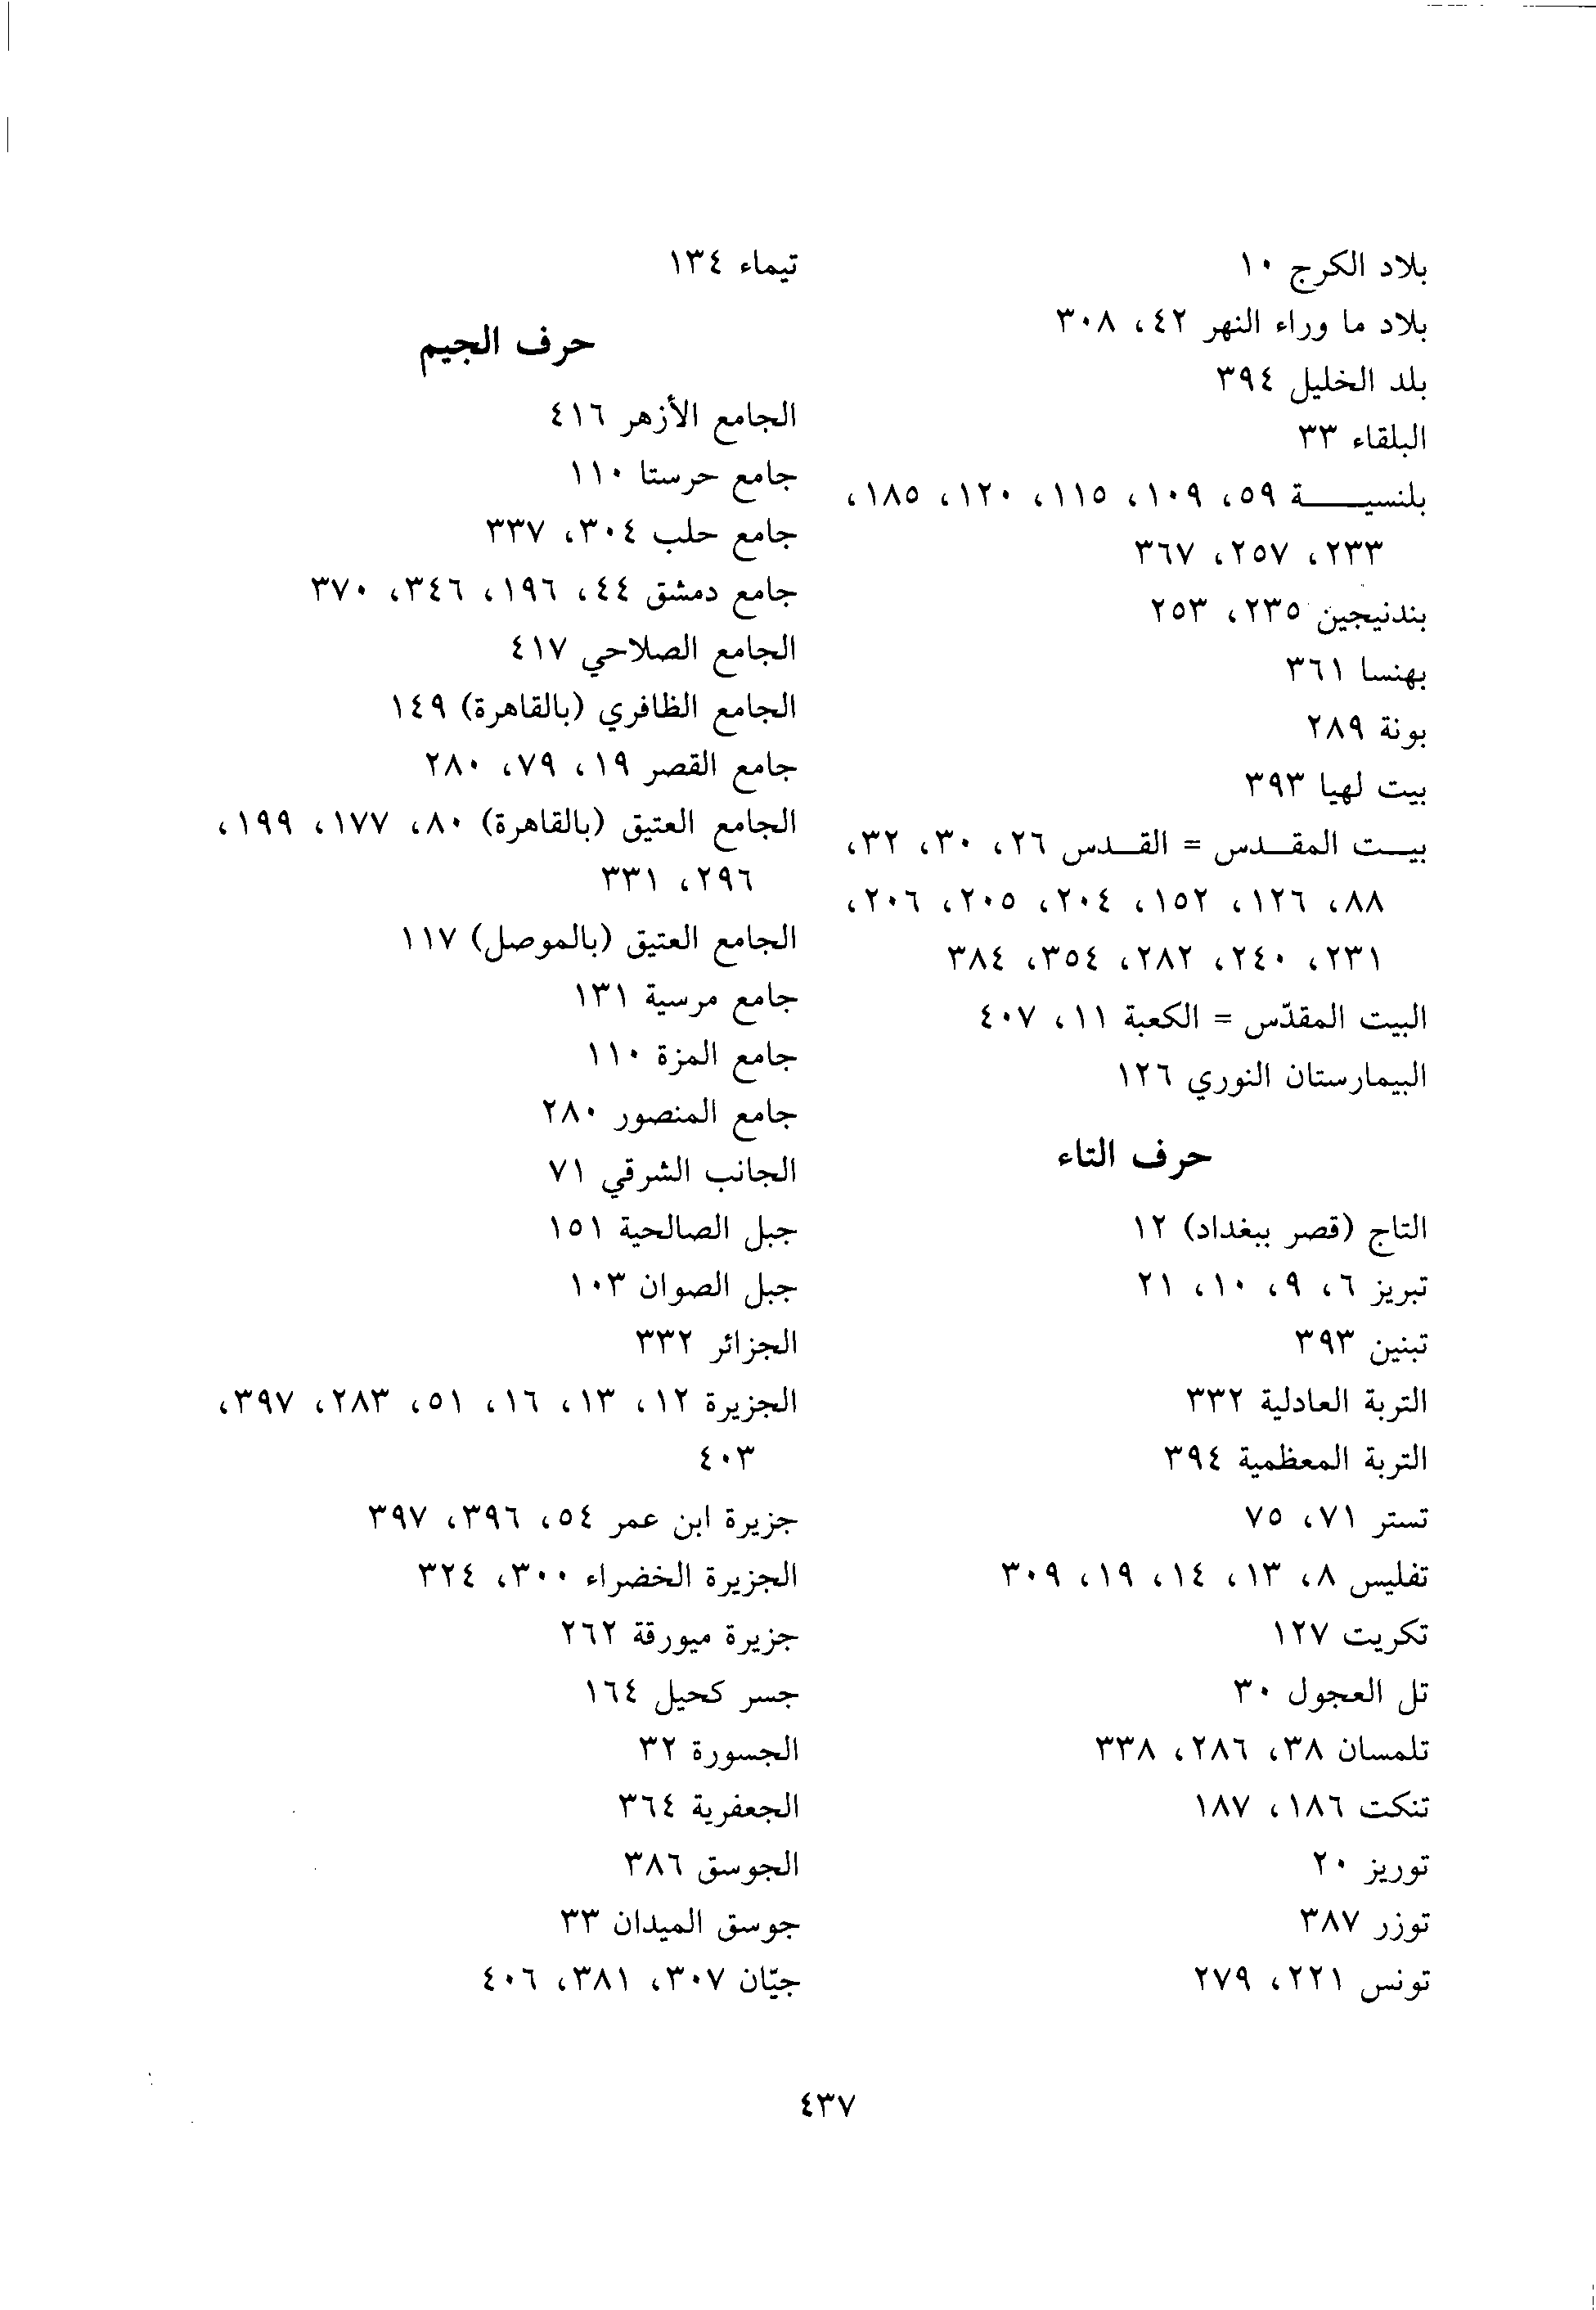 بلاد الكرج ١٠
بلاد ما وراء النهر ٤٢، ٣٠٨
بلد الخليل ٣٩٤
البلقاء ٣٣
بلنسيـــــة ٥٩، ١٠٩، ١١٥، ١٢٠، ١٨٥،
٢٣٣، ٢٥٧، ٣٦٧
بندنيجين ٢٣٥، ٢٥٣
بهنسا ٣٦١
بونة ٢٨٩
بيت لهيا ٣٩٣
بيـــت المقـــدس = القـــدس ٢٦، ٣٠، ٣٢،
٨٨، ١٢٦، ١٥٢، ٢٠٤، ٢٠٥، ٢٠٦،
٢٣١، ٢٤٠، ٢٨٢، ٣٥٤، ٣٨٤
البيت المقدّس = الكعبة ١١، ٤٠٧
البيمارستان النوري ١٢٦
حرف التاء
التاج (قصر ببغداد) ١٢
تبريز ٦، ٩، ١٠، ٢١
تبنين ٣٩٣
التربة العادلية ٣٣٢
التربة المعظمية ٣٩٤
تستر ٧١، ٧٥
تفليس ٨، ١٣، ١٤، ١٩، ٣٠٩
تكريت ١٢٧
تل العجول ٣٠
تلمسان ٣٨، ٢٨٦، ٣٣٨
تنكت ١٨٦، ١٨٧
توريز ٢٠
توزر ٣٨٧
تونس ٢٢١، ٢٧٩
تيماء ١٣٤
حرف الجيم
الجامع الأزهر ٤١٦
جامع حرستا ١١٠
جامع حلب ٣٠٤، ٣٣٧
جامع دمشق ٤٤، ١٩٦، ٣٤٦، ٣٧٠
الجامع الصلاحي ٤١٧
الجامع الظافري (بالقاهرة) ١٤٩
جامع القصر ١٩، ٧٩، ٢٨٠
الجامع العتيق (بالقاهرة) ٨٠، ١٧٧، ١٩٩،
٢٩٦، ٣٣١
الجامع العتيق (بالموصل) ١١٧
جامع مرسية ١٣١
جامع المزة ١١٠
جامع المنصور ٢٨٠
الجانب الشرقي ٧١
جبل الصالحية ١٥١
جبل الصوان ١٠٣
الجزائر ٣٣٢
الجزيرة ١٢، ١٣، ١٦، ٥١، ٢٨٣، ٣٩٧،
٤٠٣
جزيرة ابن عمر ٥٤، ٣٩٦، ٣٩٧
الجزيرة الخضراء ٣٠٠، ٣٢٤
جزيرة ميورقة ٢٦٢
جسر كحيل ١٦٤
الجسورة ٣٢
الجعفرية ٣٦٤
الجوسق ٣٨٦
جوسق الميدان ٣٣
جيّان ٣٠٧، ٣٨١، ٤٠٦
٤٣٧